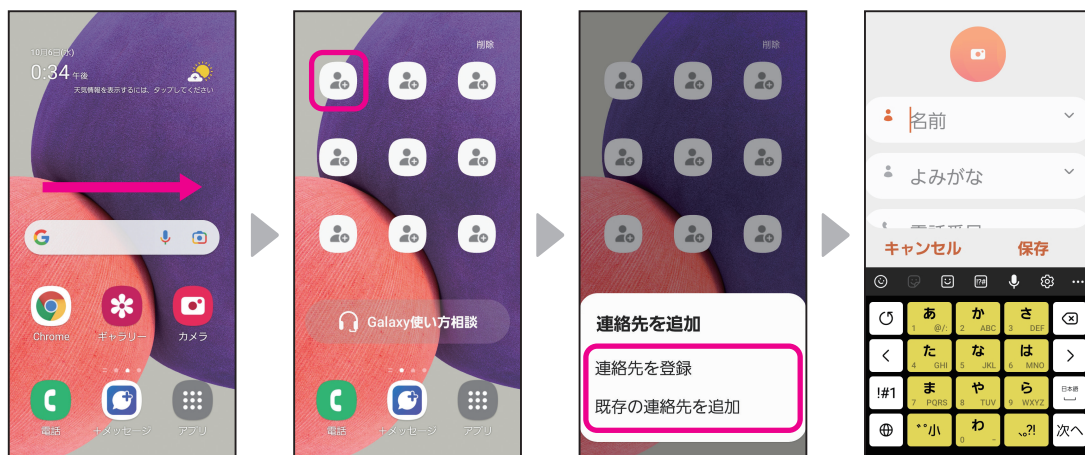 10月6日(水)
0:34 午後
天気情報を表示するには、タップしてください
Chrome
ギャラリー
カメラ
電話
+メッセージ
アプリ
削除
Galaxy使い方相談
電話
+メッセージ
アプリ
削除
連絡先を追加
連絡先を登録
既存の連絡先を追加
名前
よみがな
電話番号
キャンセル 保存
あ か さ
1 @/: 2 ABC 3 DEF
た な は
4 GHI 5 JKL 6 MNO
!#1 ま や ら 日本語
7 PQRS 8 TUV 9 WXYZ
小 わ 、。?! 次へ
0